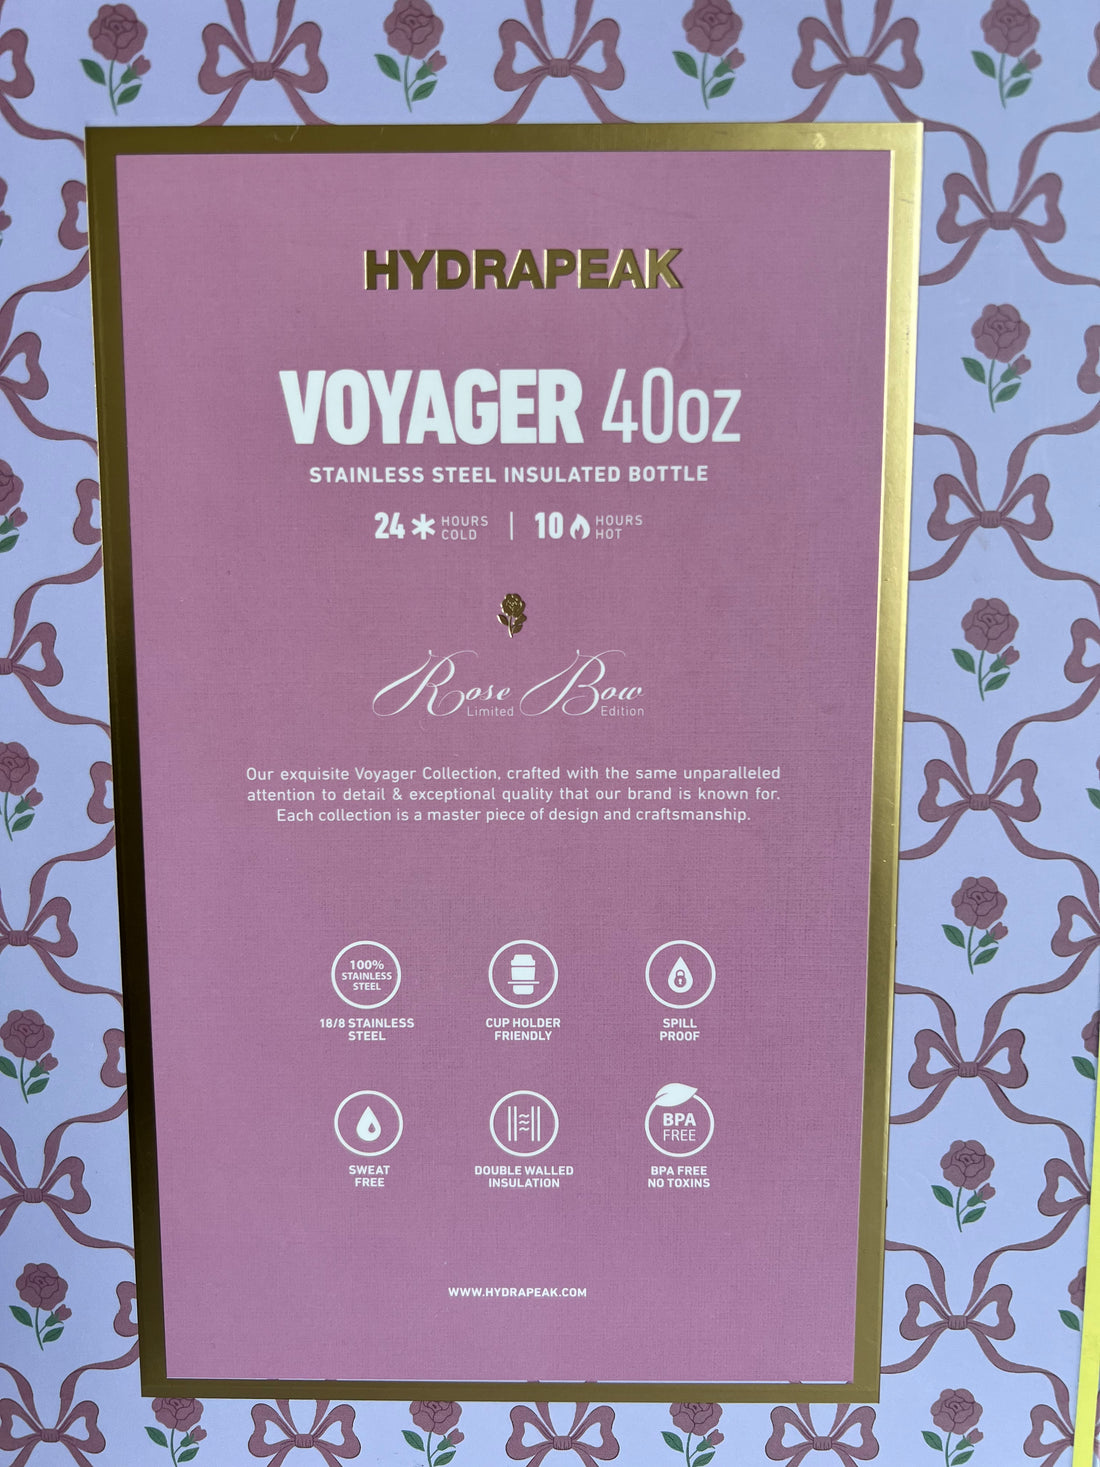 HYDRAPEAK
VOYAGER 40oz
STAINLESS STEEL INSULATED BOTTLE
24 HOURS COLD | 10 HOURS HOT
Rose Bow
Limited Edition
Our exquisite Voyager Collection, crafted with the same unparalleled
attention to detail & exceptional quality that our brand is known for.
Each collection is a master piece of design and craftsmanship.
100%
STAINLESS
STEEL
18/8 STAINLESS
STEEL
CUP HOLDER
FRIENDLY
SPILL
PROOF
SWEAT
FREE
DOUBLE WALLED
INSULATION
BPA
FREE
BPA FREE
NO TOXINS
WWW.HYDRAPEAK.COM